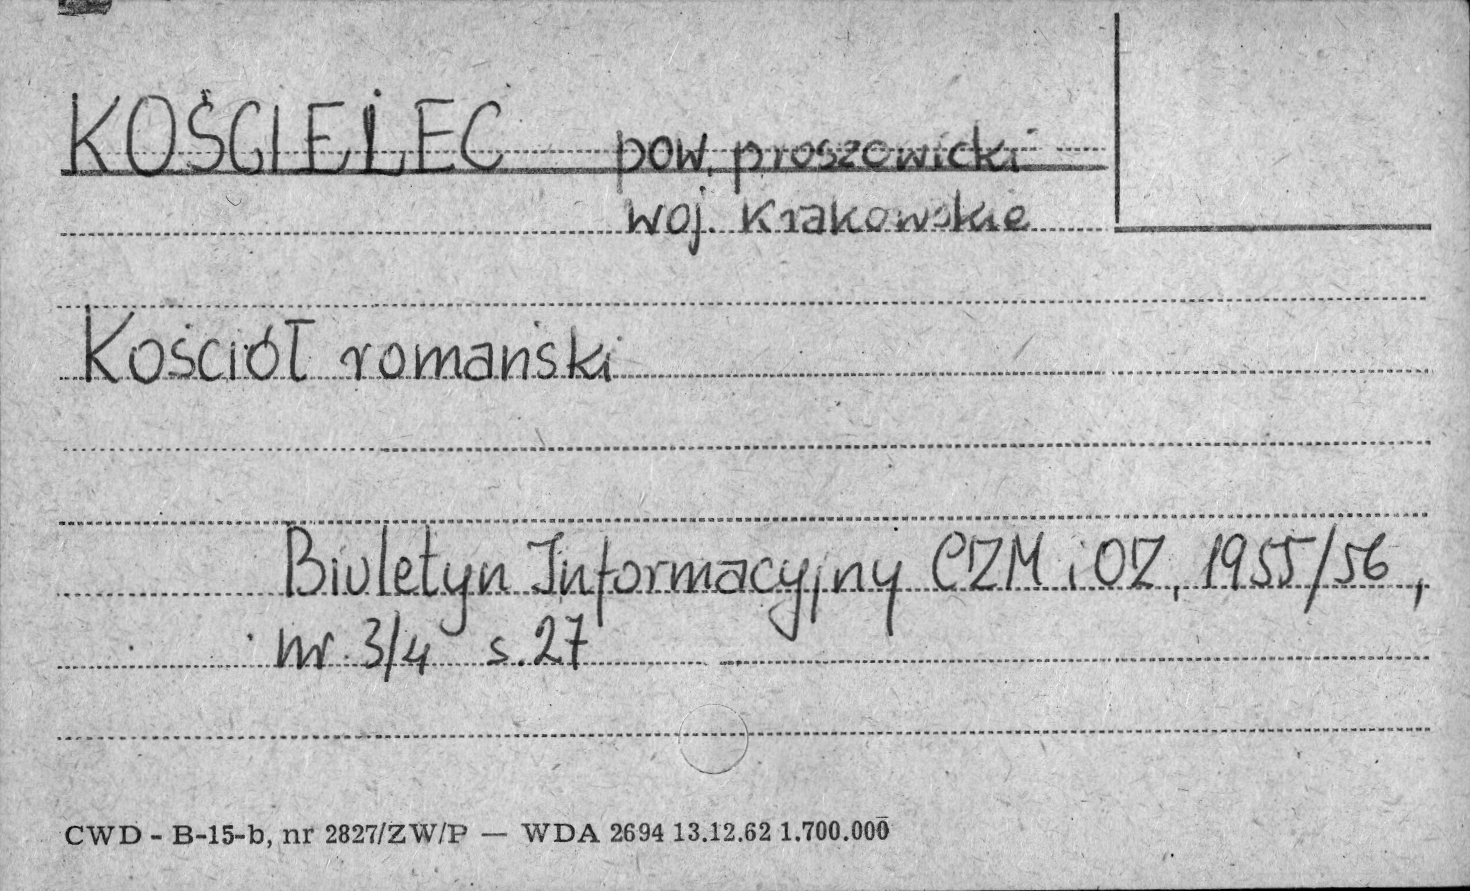 KOŚCIELEC pow. proszowicki
woj. Krakowskie
Kościół romański
Biuletyn Informacyjny CZM i OZ, 1955/56,
nr 3/4 s. 27
CWD - B-15-b, nr 2827/ZW/P — WDA 2694 13.12.62 1.700.000